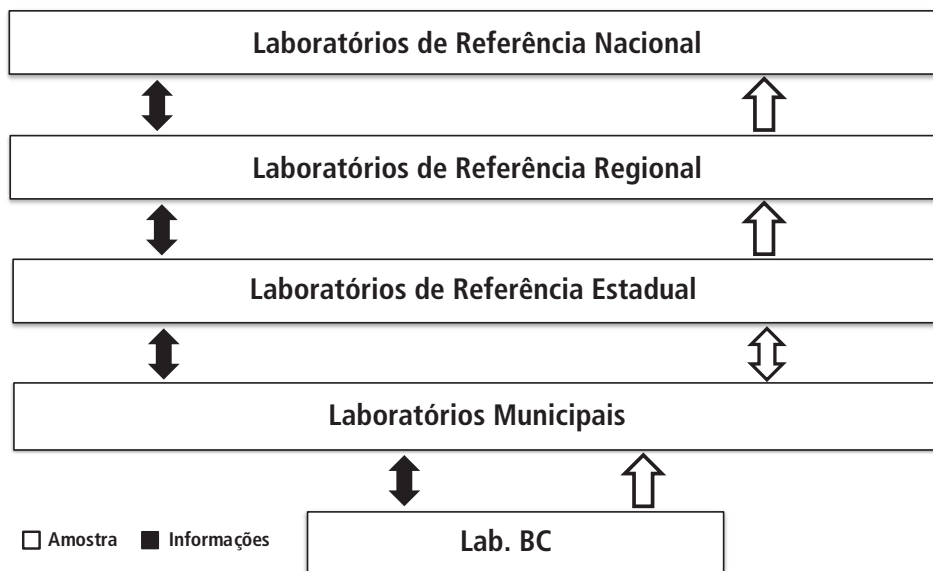 Laboratórios de Referência Nacional
Laboratórios de Referência Regional
Laboratórios de Referência Estadual
Laboratórios Municipais
Lab. BC
Amostra Informações